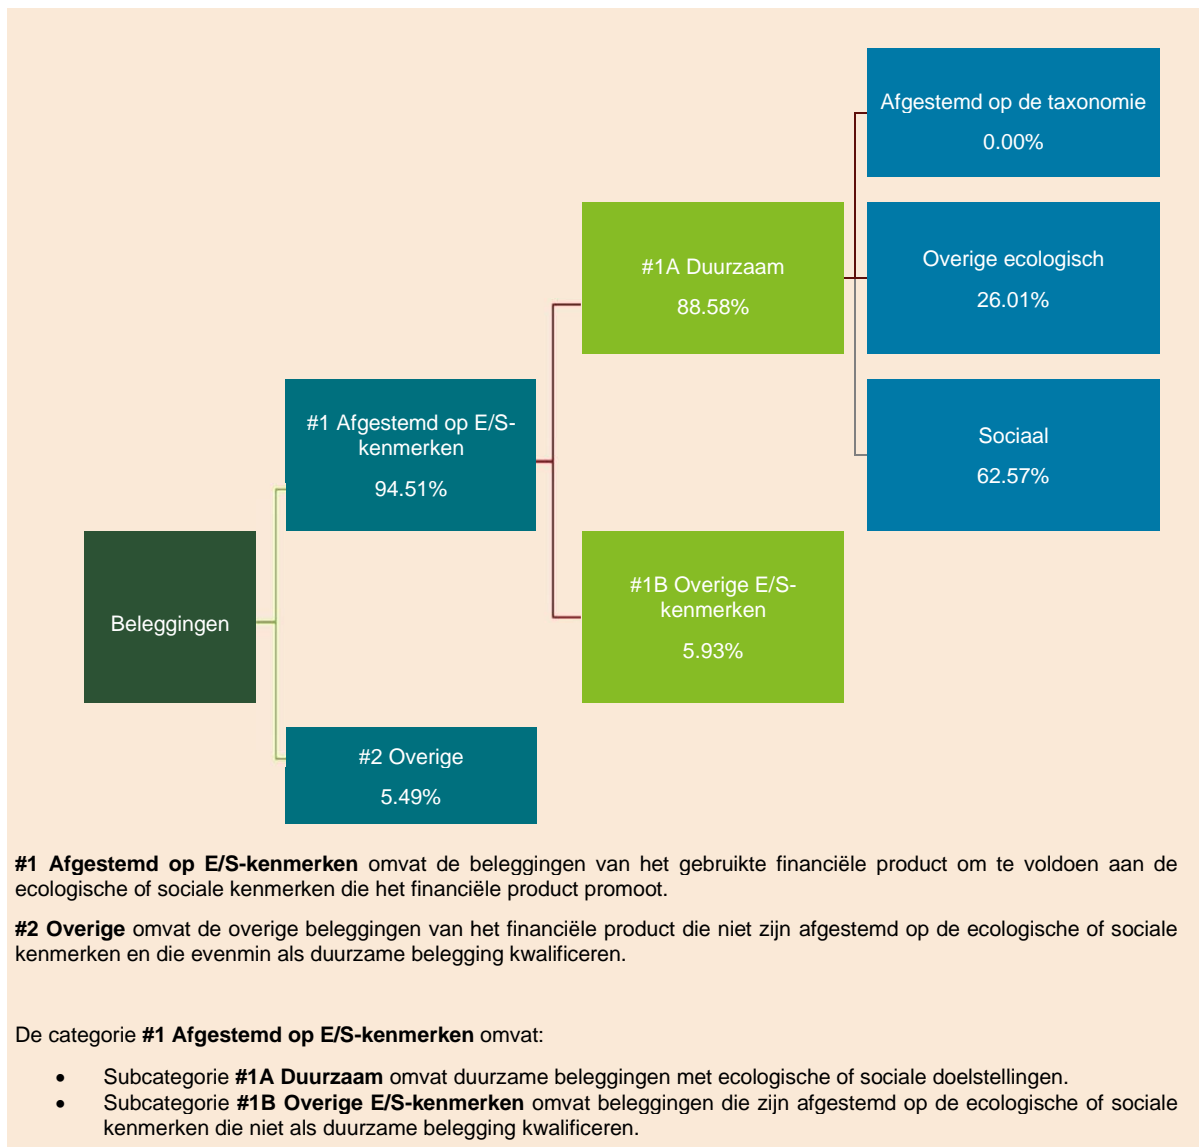 Afgestemd op de taxonomie
0.00%
#1A Duurzaam
88.58%
Overige ecologisch
26.01%
#1 Afgestemd op E/S-
kenmerken
94.51%
Sociaal
62.57%
Beleggingen
#1B Overige E/S-
kenmerken
5.93%
#2 Overige
5.49%
#1 Afgestemd op E/S-kenmerken omvat de beleggingen van het gebruikte financiële product om te voldoen aan de
ecologische of sociale kenmerken die het financiële product promoot.
#2 Overige omvat de overige beleggingen van het financiële product die niet zijn afgestemd op de ecologische of sociale
kenmerken en die evenmin als duurzame belegging kwalificeren.
De categorie #1 Afgestemd op E/S-kenmerken omvat:
• Subcategorie #1A Duurzaam omvat duurzame beleggingen met ecologische of sociale doelstellingen.
• Subcategorie #1B Overige E/S-kenmerken omvat beleggingen die zijn afgestemd op de ecologische of sociale
kenmerken die niet als duurzame belegging kwalificeren.